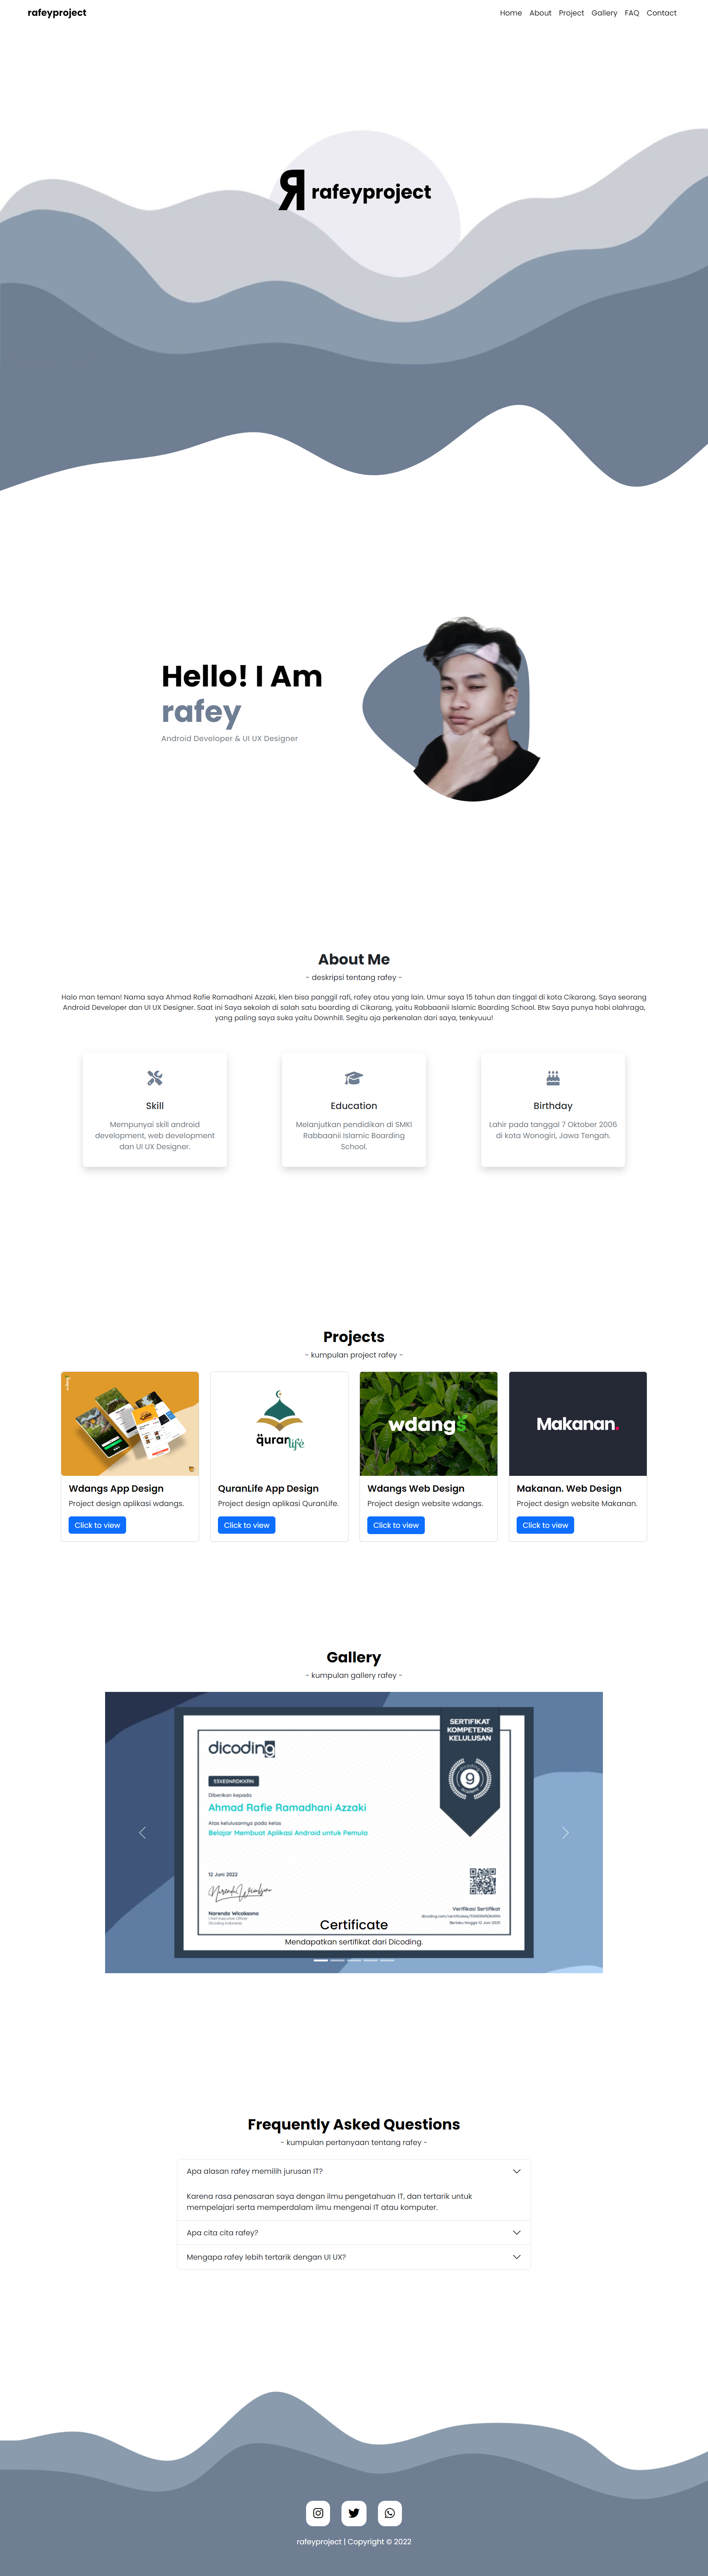 rafeyproject
Home About Project Gallery FAQ Contact
rafeyproject
Hello! I Am
rafey
Android Developer & UI UX Designer
About Me
- deskripsi tentang rafey -
Halo man teman! Nama saya Ahmad Rafie Ramadhani Azzaki, klen bisa panggil rafi, rafey atau yang lain. Umur saya 15 tahun dan tinggal di kota Cikarang. Saya seorang
Android Developer dan UI UX Designer. Saat ini Saya sekolah di salah satu boarding di Cikarang, yaitu Rabbaanii Islamic Boarding School. Btw Saya punya hobi olahraga,
yang paling saya suka yaitu Downhill. Segitu aja perkenalan dari saya, tenkyuuu!
Skill
Mempunyai skill android
development, web development
dan UI UX Designer.
Education
Melanjutkan pendidikan di SMKI
Rabbaanii Islamic Boarding
School.
Birthday
Lahir pada tanggal 7 Oktober 2006
di kota Wonogiri, Jawa Tengah.
Projects
- kumpulan project rafey -
Wdangs App Design
Project design aplikasi wdangs.
Click to view
quranlife
QuranLife App Design
Project design aplikasi QuranLife.
Click to view
wdangs
Wdangs Web Design
Project design website wdangs.
Click to view
Makanan.
Makanan. Web Design
Project design website Makanan.
Click to view
Gallery
- kumpulan gallery rafey -
SERTIFIKAT
KOMPETENSI
KELULUSAN
dicoding
Diberikan kepada
Ahmad Rafie Ramadhani Azzaki
Atas kelulusannya pada kelas
Belajar Membuat Aplikasi Android untuk Pemula
12 Juni 2022
Narenda Wicaksono
Chief Executive Officer
Dicoding Indonesia
Verifikasi Sertifikat
Berlaku hingga 12 Juni 2025
Certificate
Mendapatkan sertifikat dari Dicoding.
Frequently Asked Questions
- kumpulan pertanyaan tentang rafey -
Apa alasan rafey memilih jurusan IT?
Karena rasa penasaran saya dengan ilmu pengetahuan IT, dan tertarik untuk
mempelajari serta memperdalam ilmu mengenai IT atau komputer.
Apa cita cita rafey?
Mengapa rafey lebih tertarik dengan UI UX?
rafeyproject | Copyright © 2022